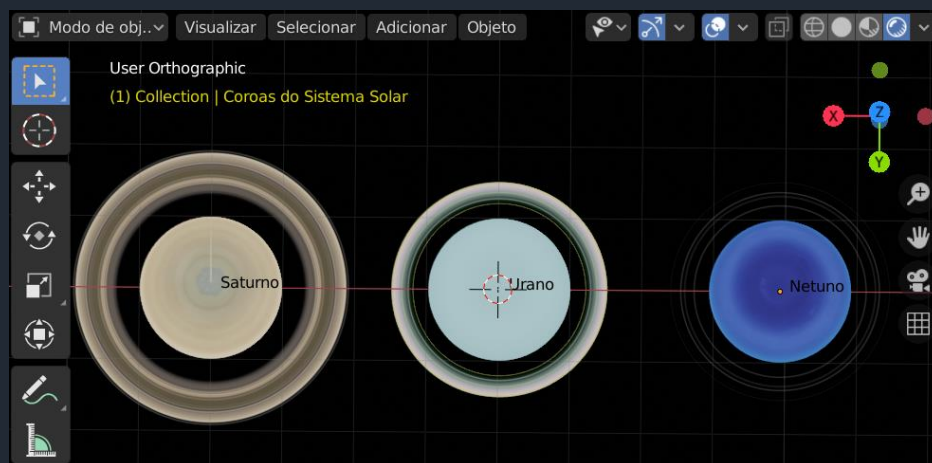 Modo de obj.. Visualizar Selecionar Adicionar Objeto
User Orthographic
(1) Collection | Coroas do Sistema Solar
X Z
Y
Saturno Urano Netuno